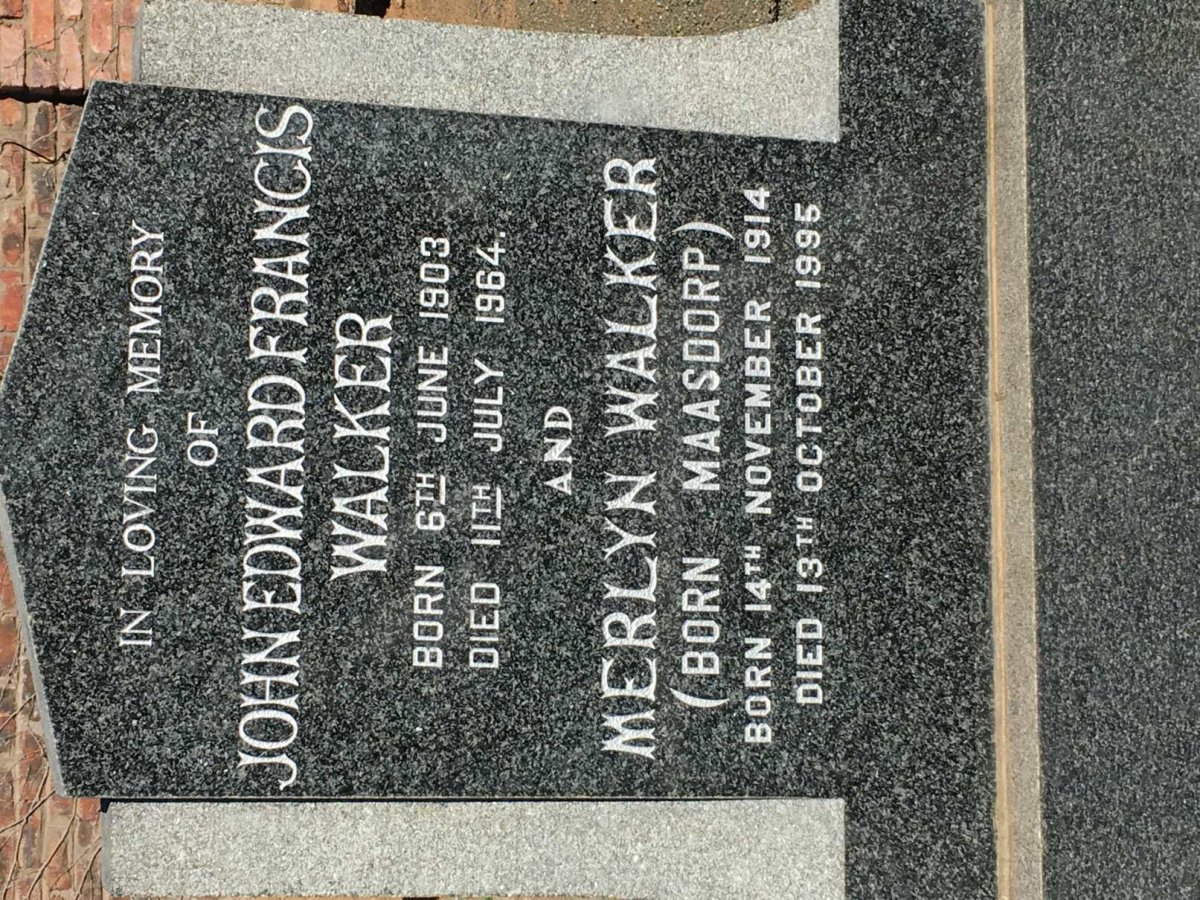 IN LOVING MEMORY
OF
JOHN EDWARD FRANCIS
WALKER
BORN 6TH JUNE 1903
DIED 11TH JULY 1964.
AND
MERLYN WALKER
(BORN MAASDORP)
BORN 14TH NOVEMBER 1914
DIED 13TH OCTOBER 1995